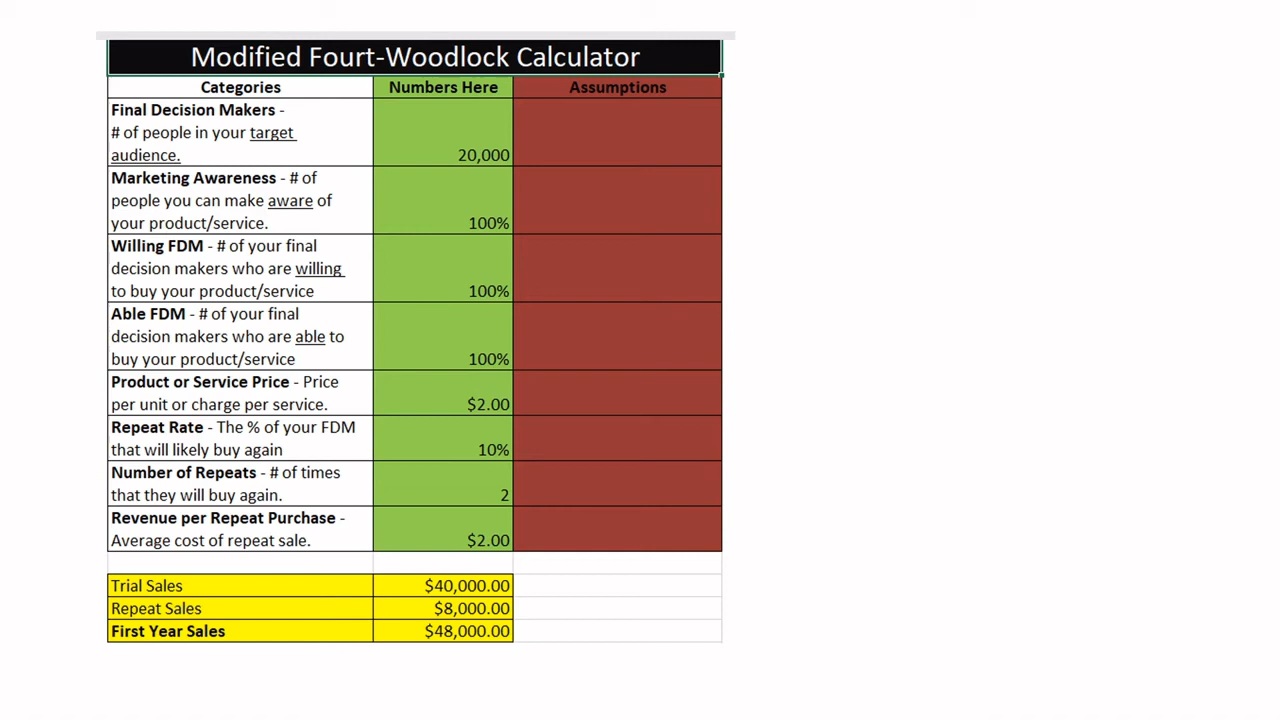 Modified Fourt-Woodlock Calculator
Categories Numbers Here Assumptions
Final Decision Makers -
# of people in your target
audience. 20,000
Marketing Awareness - # of
people you can make aware of
your product/service. 100%
Willing FDM - # of your final
decision makers who are willing
to buy your product/service 100%
Able FDM - # of your final
decision makers who are able to
buy your product/service 100%
Product or Service Price - Price
per unit or charge per service. $2.00
Repeat Rate - The % of your FDM
that will likely buy again 10%
Number of Repeats - # of times
that they will buy again. 2
Revenue per Repeat Purchase -
Average cost of repeat sale. $2.00
Trial Sales $40,000.00
Repeat Sales $8,000.00
First Year Sales $48,000.00